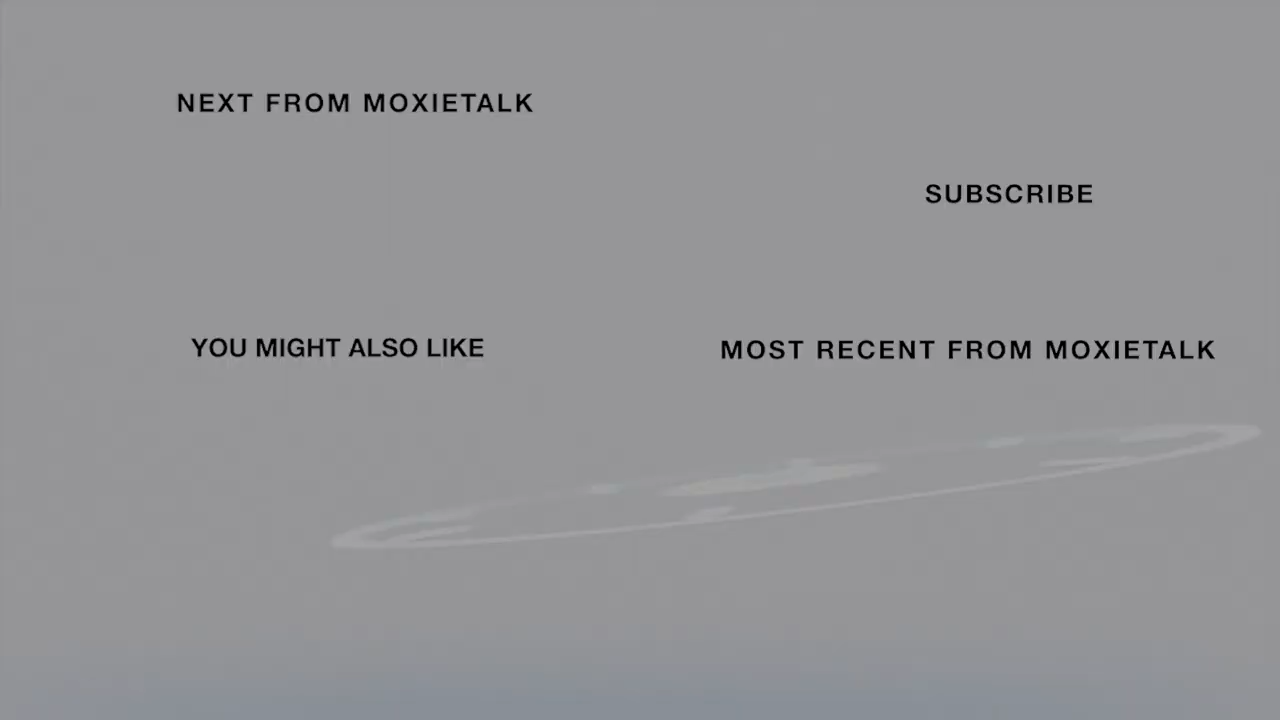 NEXT FROM MOXIETALK
SUBSCRIBE
YOU MIGHT ALSO LIKE
MOST RECENT FROM MOXIETALK